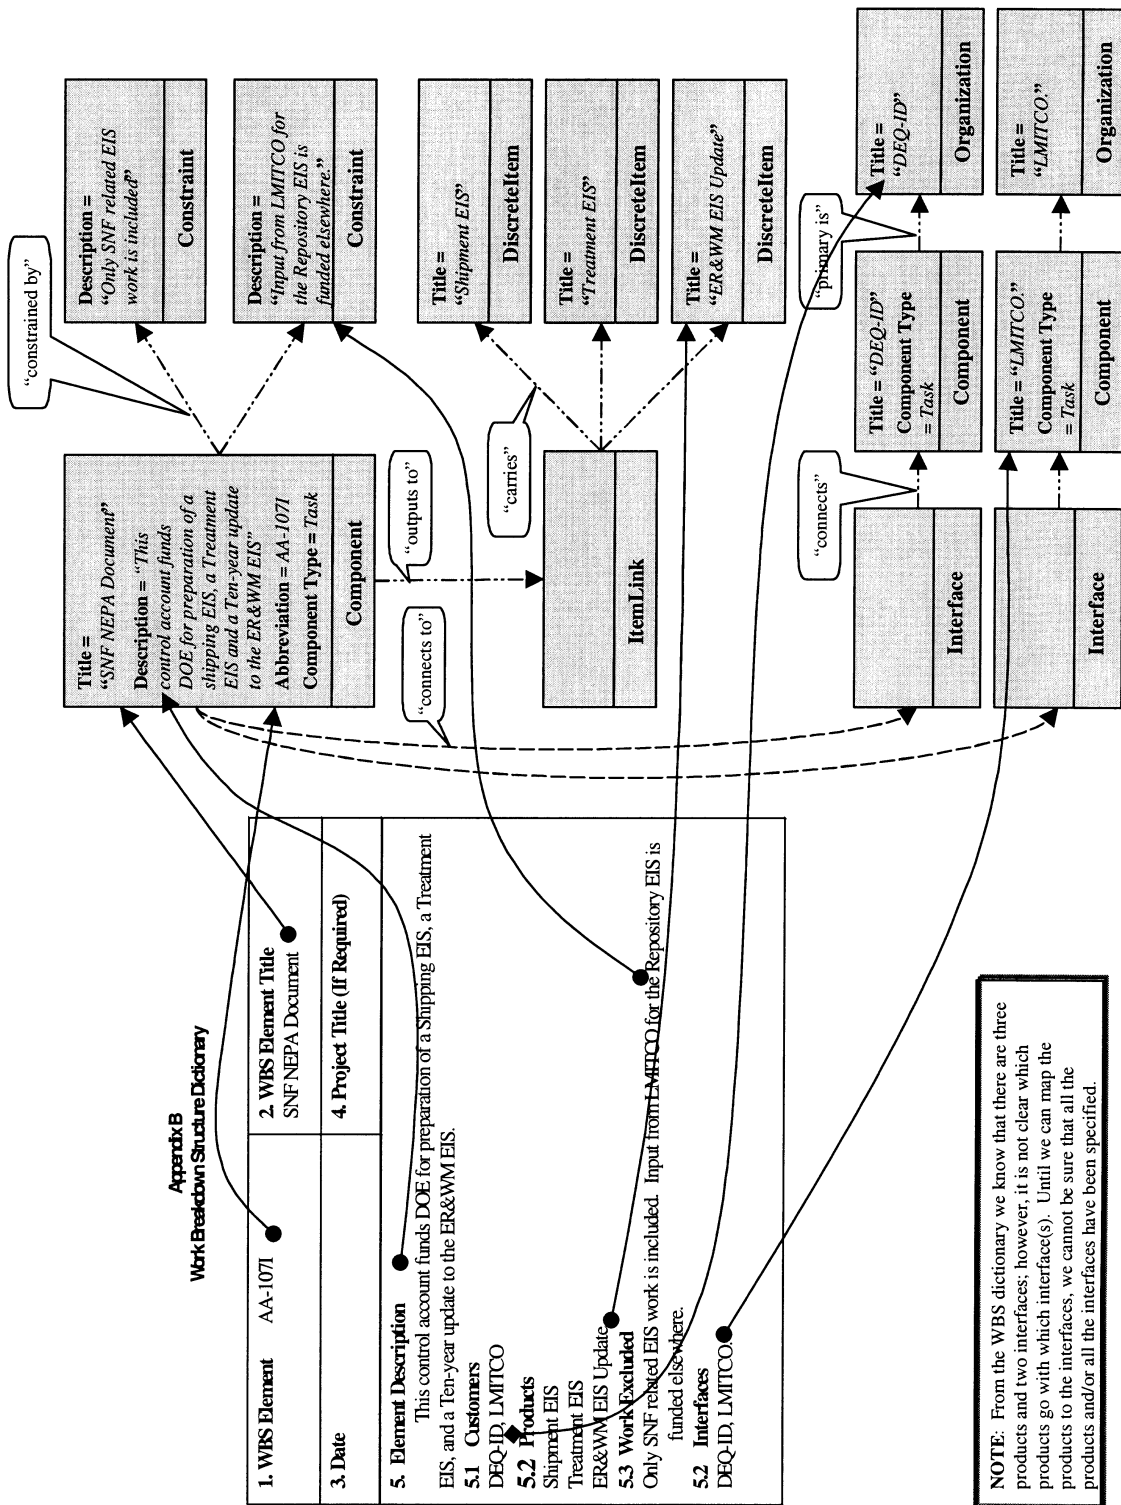 Appendix B
Work Breakdown Structure Dictionary
1. WBS Element AA-107I
2. WBS Element Title
SNF NEPA Document
3. Date
4. Project Title (If Required)
5. Element Description
This control account funds DOE for preparation of a Shipping EIS, a Treatment
EIS, and a Ten-year update to the ER&WM EIS.
5.1 Customers
DEQ-ID, LMITCO
5.2 Products
Shipment EIS
Treatment EIS
ER&WM EIS Update
5.3 Work Excluded
Only SNF related EIS work is included. Input from LMITCO for the Repository EIS is
funded elsewhere.
5.2 Interfaces
DEQ-ID, LMITCO.
NOTE: From the WBS dictionary we know that there are three
products and two interfaces; however, it is not clear which
products go with which interface(s). Until we can map the
products to the interfaces, we cannot be sure that all the
products and/or all the interfaces have been specified.
Title =
“SNF NEPA Document”
Description = “This
control account funds
DOE for preparation of a
shipping EIS, a Treatment
EIS and a Ten-year update
to the ER&WM EIS”
Abbreviation = AA-107I
Component Type = Task
Component
“constrained by”
Description =
“Only SNF related EIS
work is included”
Constraint
Description =
“Input from LMITCO for
the Repository EIS is
funded elsewhere.”
Constraint
“outputs to”
“connects to”
ItemLink
“carries”
Title =
“Shipment EIS”
DiscreteItem
Title =
“Treatment EIS”
DiscreteItem
Title =
“ER&WM EIS Update”
DiscreteItem
Interface
“connects”
Title = “DEQ-ID”
Component Type
= Task
Component
“primary is”
Title =
“DEQ-ID”
Organization
Interface
Title = “LMITCO.”
Component Type
= Task
Component
Title =
“LMITCO.”
Organization